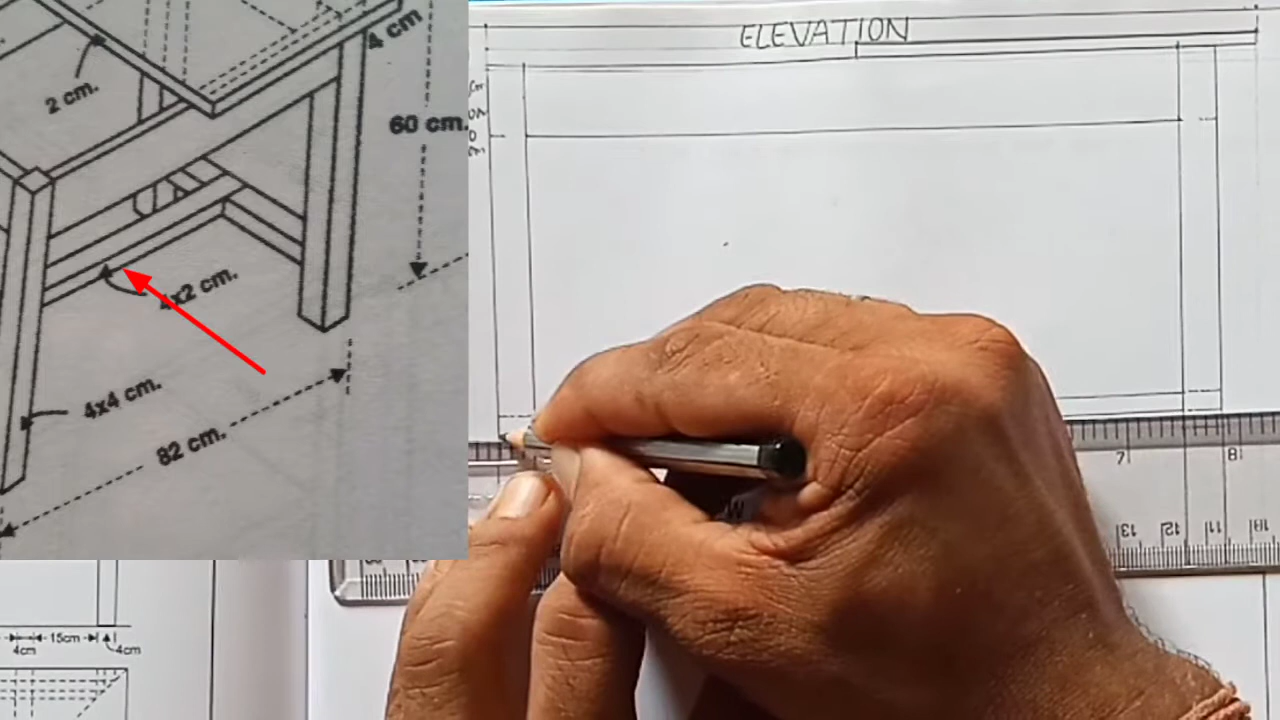 4 cm
2 cm.
60 cm.
4x2 cm.
4x4 cm.
82 cm.
ELEVATION
7
8
13
12
11
15cm
4cm
4cm